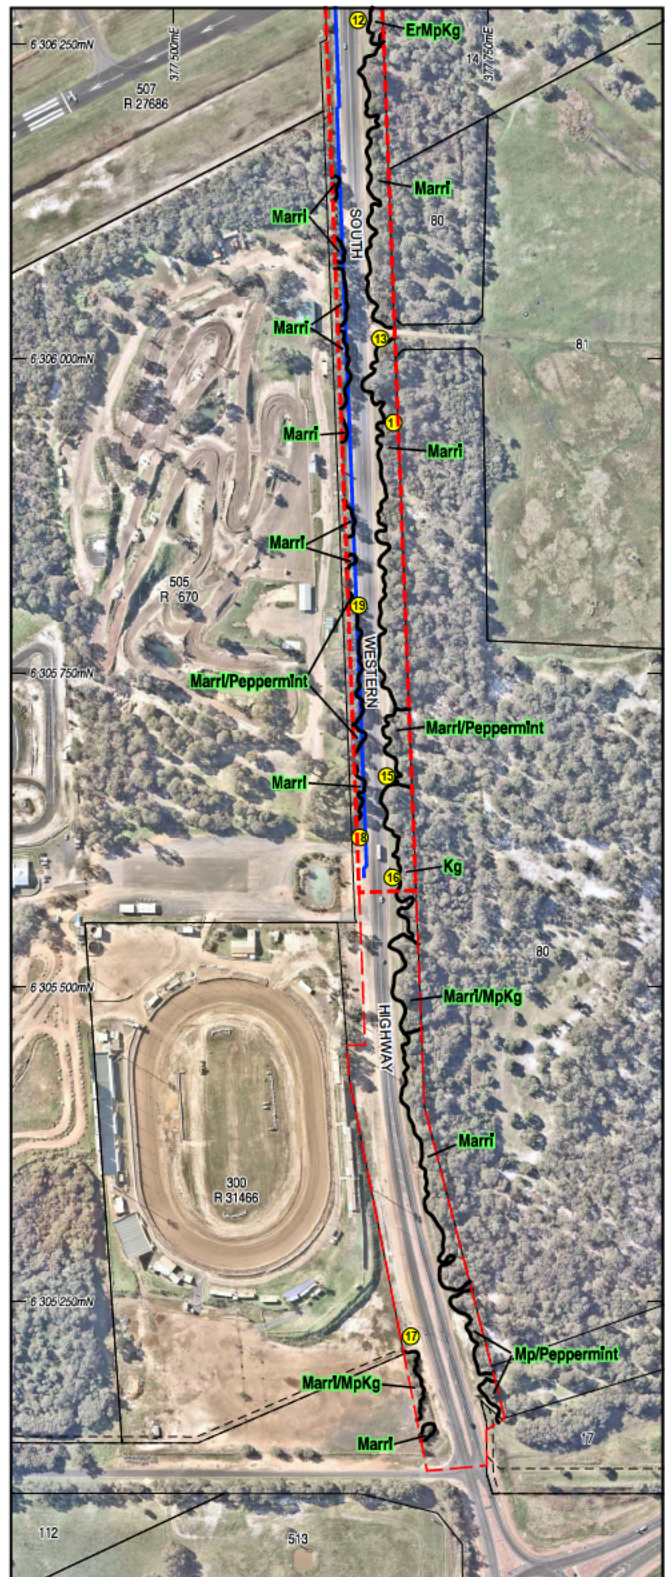 12
ErMpKg
6 306 250mN
377 500mE
377 750mE
14
507
R 27686
Marri
Marri
80
SOUTH
Marri
13
81
6 306 000mN
11
Marri
Marri
Marri
505
19
WESTERN
6 305 750mN
Marri/Peppermint
Marri/Peppermint
15
Marri
16
Kg
80
6 305 500mN
Marri/MpKg
HIGHWAY
Marri
300
R 31466
6 305 250mN
17
Mp/Peppermint
Marri/MpKg
Marri
17
112
513